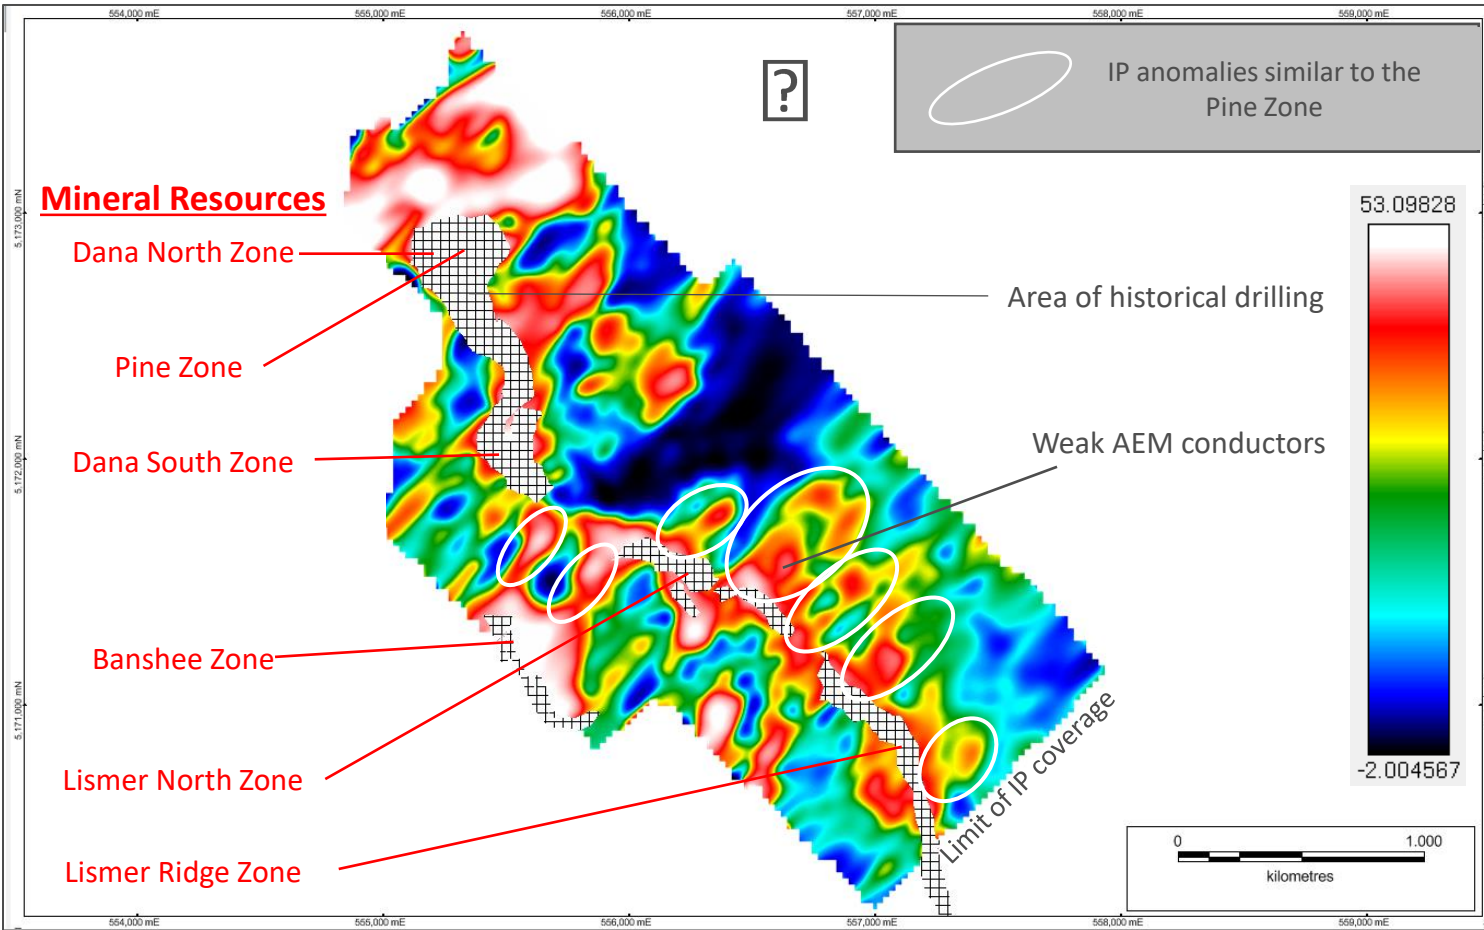 554,000 mE
555,000 mE
556,000 mE
557,000 mE
558,000 mE
559,000 mE
?
IP anomalies similar to the
Pine Zone
Mineral Resources
5,173,000 mN
53.09828
Dana North Zone
Area of historical drilling
Pine Zone
Weak AEM conductors
5,172,000 mN
Dana South Zone
Banshee Zone
5,171,000 mN
Limit of IP coverage
-2.004567
Lismer North Zone
0
1.000
kilometres
Lismer Ridge Zone
554,000 mE
555,000 mE
556,000 mE
557,000 mE
558,000 mE
559,000 mE